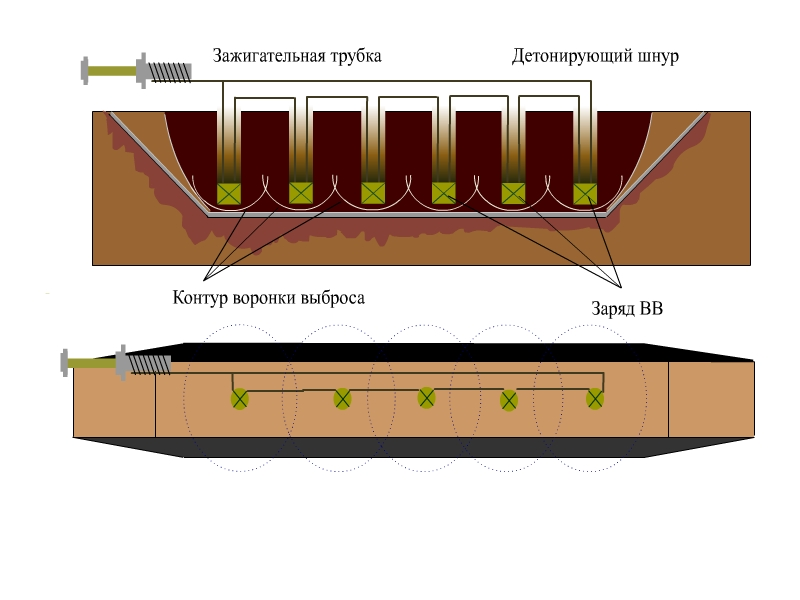 Зажигательная трубка
Детонирующий шнур
Контур воронки выброса
Заряд ВВ